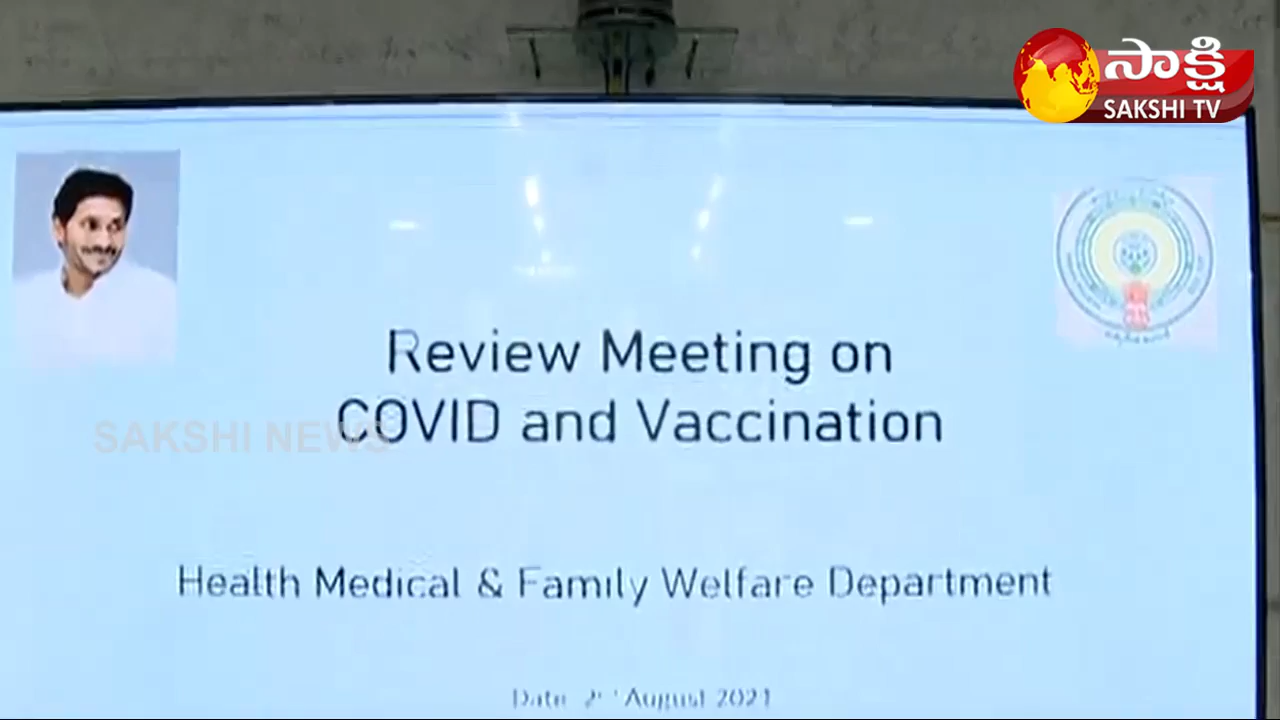 సాక్షి
SAKSHI TV
Review Meeting on
COVID and Vaccination
SAKSHI NEWS
Health Medical & Family Welfare Department
Date August 2021